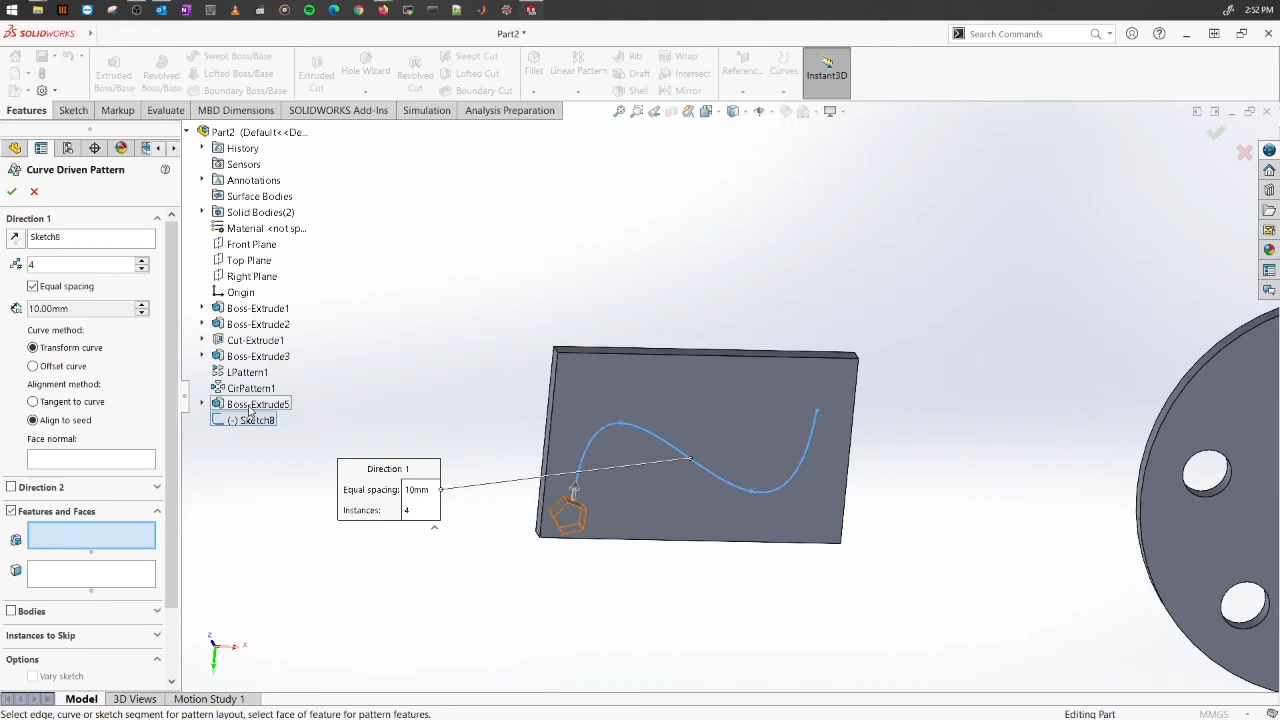 2:52 PM
SOLIDWORKS
Part2 *
Search Commands
Extruded Boss/Base
Revolved Boss/Base
Swept Boss/Base
Lofted Boss/Base
Boundary Boss/Base
Extruded Cut
Hole Wizard
Revolved Cut
Swept Cut
Lofted Cut
Boundary Cut
Fillet
Linear Pattern
Rib
Draft
Shell
Wrap
Intersect
Mirror
Referenc...
Curves
Instant3D
Features
Sketch
Markup
Evaluate
MBD Dimensions
SOLIDWORKS Add-Ins
Simulation
Analysis Preparation
Curve Driven Pattern
Direction 1
Sketch8
4
Equal spacing
10.00mm
Curve method:
Transform curve
Offset curve
Alignment method:
Tangent to curve
Align to seed
Face normal:
Direction 2
Features and Faces
Bodies
Instances to Skip
Options
Vary sketch
Part2 (Default<<De...
History
Sensors
Annotations
Surface Bodies
Solid Bodies(2)
Material <not sp...
Front Plane
Top Plane
Right Plane
Origin
Boss-Extrude1
Boss-Extrude2
Cut-Extrude1
Boss-Extrude3
LPattern1
CirPattern1
Boss-Extrude5
(-) Sketch8
Direction 1
Equal spacing: 10mm
Instances: 4
z
x
y
Model
3D Views
Motion Study 1
Select edge, curve or sketch segment for pattern layout, select face of feature for pattern features.
Editing Part
MMGS